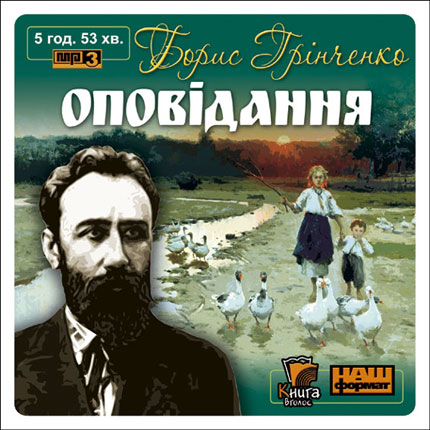 5 год. 53 хв.
mp3
Борис Грінченко
ОПОВІДАННЯ
Книга
Вголос
НАШ
формат